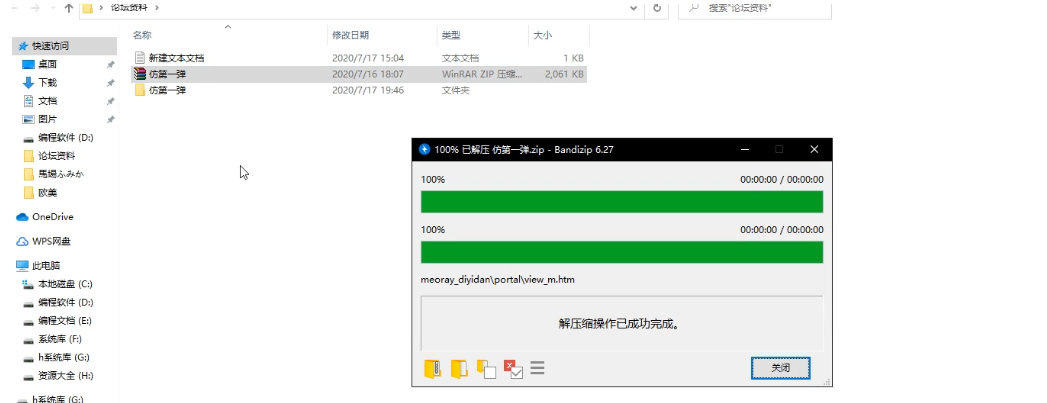 论坛资料
搜索"论坛资料"
名称 修改日期 类型 大小
快速访问
桌面
下载
文档
图片
编程软件 (D:)
论坛资料
馬場ふみか
欧美
OneDrive
WPS网盘
此电脑
本地磁盘 (C:)
编程软件 (D:)
编程文档 (E:)
系统库 (F:)
h系统库 (G:)
资源大全 (H:)
h系统库 (G:)
新建文本文档 2020/7/17 15:04 文本文档 1 KB
仿第一弹 2020/7/16 18:07 WinRAR ZIP 压缩... 2,061 KB
仿第一弹 2020/7/17 19:46 文件夹
100% 已解压 仿第一弹.zip - Bandizip 6.27
100% 00:00:00 / 00:00:00
100% 00:00:00 / 00:00:00
meoray_diyidan\portal\view_m.htm
解压缩操作已成功完成。
关闭